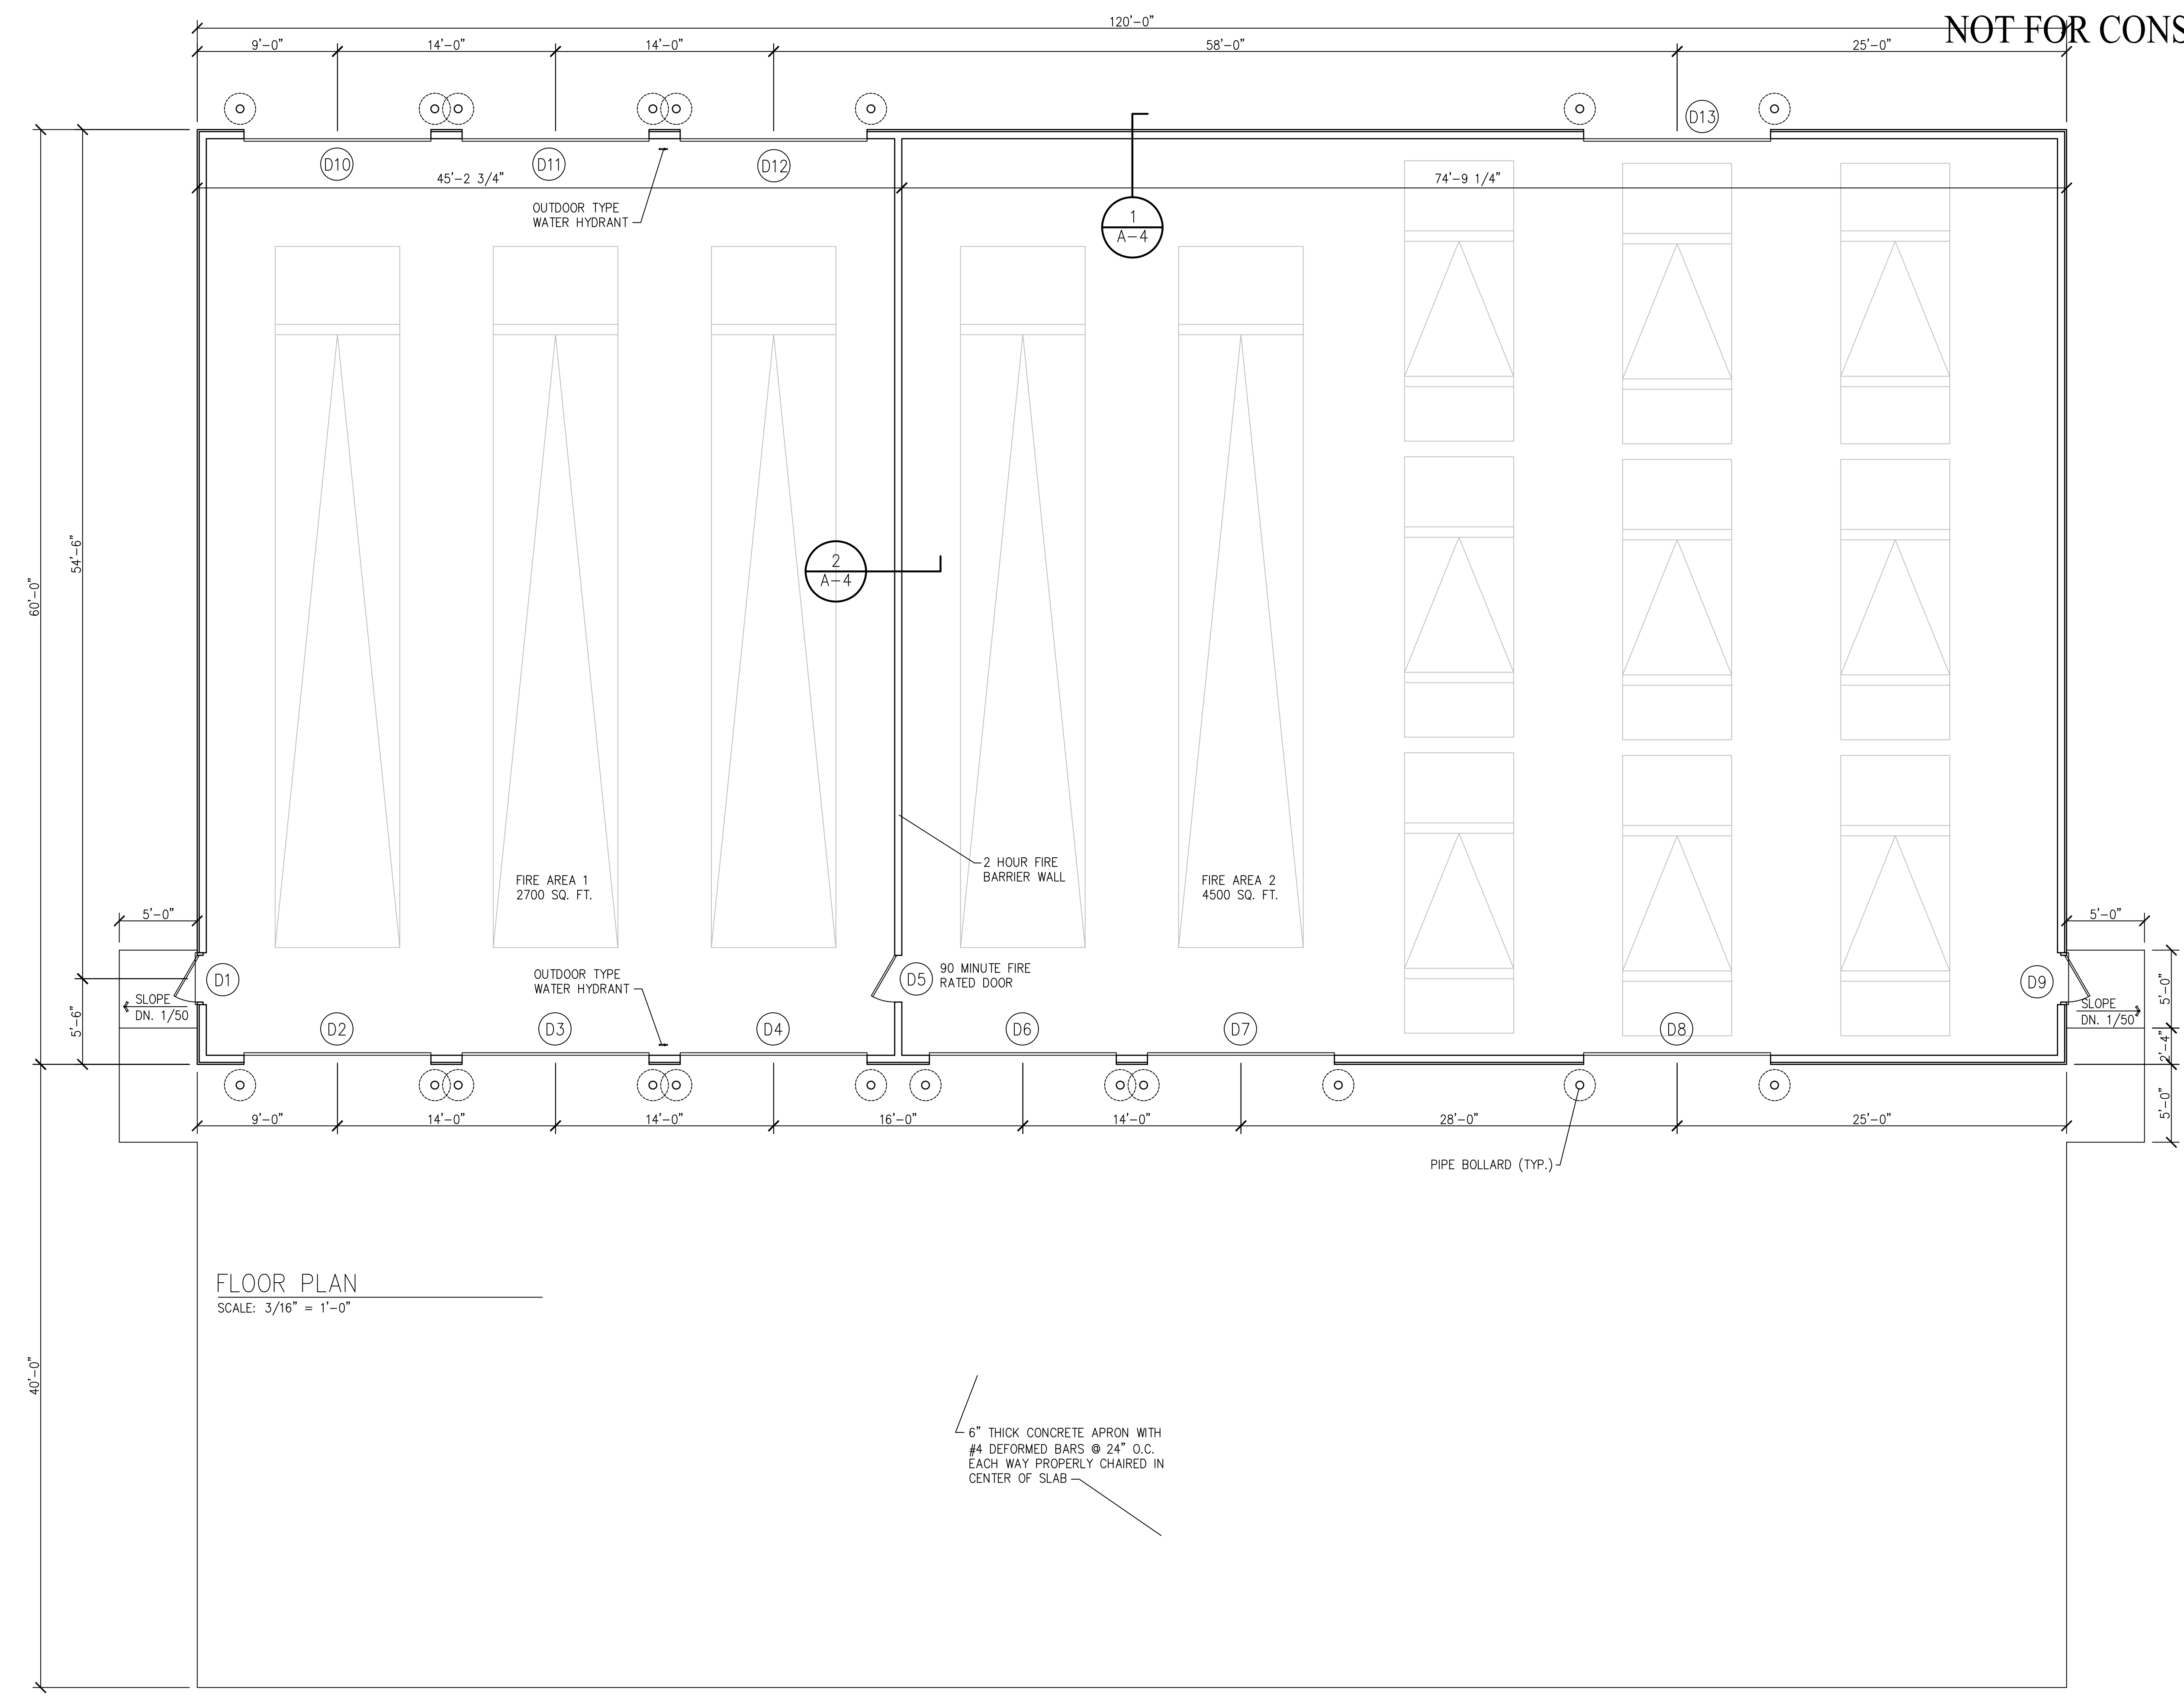 120'-0"
NOT FOR CONS
9'-0"
14'-0"
14'-0"
58'-0"
25'-0"
D13
D10
D11
D12
45'-2 3/4"
74'-9 1/4"
OUTDOOR TYPE
WATER HYDRANT
1
A-4
54'-6"
60'-0"
2
A-4
2 HOUR FIRE
BARRIER WALL
FIRE AREA 1
2700 SQ. FT.
FIRE AREA 2
4500 SQ. FT.
5'-0"
5'-0"
D1
OUTDOOR TYPE
WATER HYDRANT
D5
90 MINUTE FIRE
RATED DOOR
D9
SLOPE
DN. 1/50
SLOPE
DN. 1/50
5'-6"
5'-0"
2'-4"
5'-0"
D2
D3
D4
D6
D7
D8
9'-0"
14'-0"
14'-0"
16'-0"
14'-0"
28'-0"
25'-0"
PIPE BOLLARD (TYP.)
FLOOR PLAN
SCALE: 3/16" = 1'-0"
40'-0"
6" THICK CONCRETE APRON WITH
#4 DEFORMED BARS @ 24" O.C.
EACH WAY PROPERLY CHAIRED IN
CENTER OF SLAB